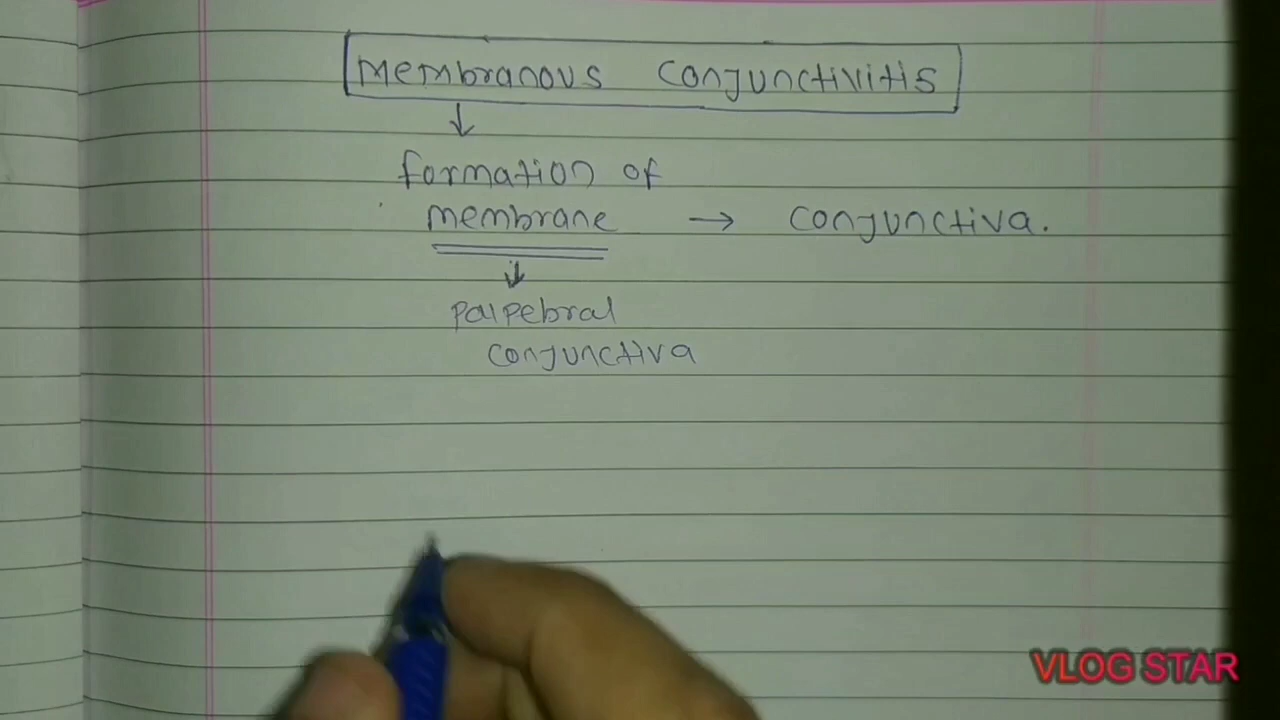 Membranous Conjunctivitis
↓
formation of
membrane → conjunctiva.
↓
Palpebral
conjunctiva
VLOG STAR